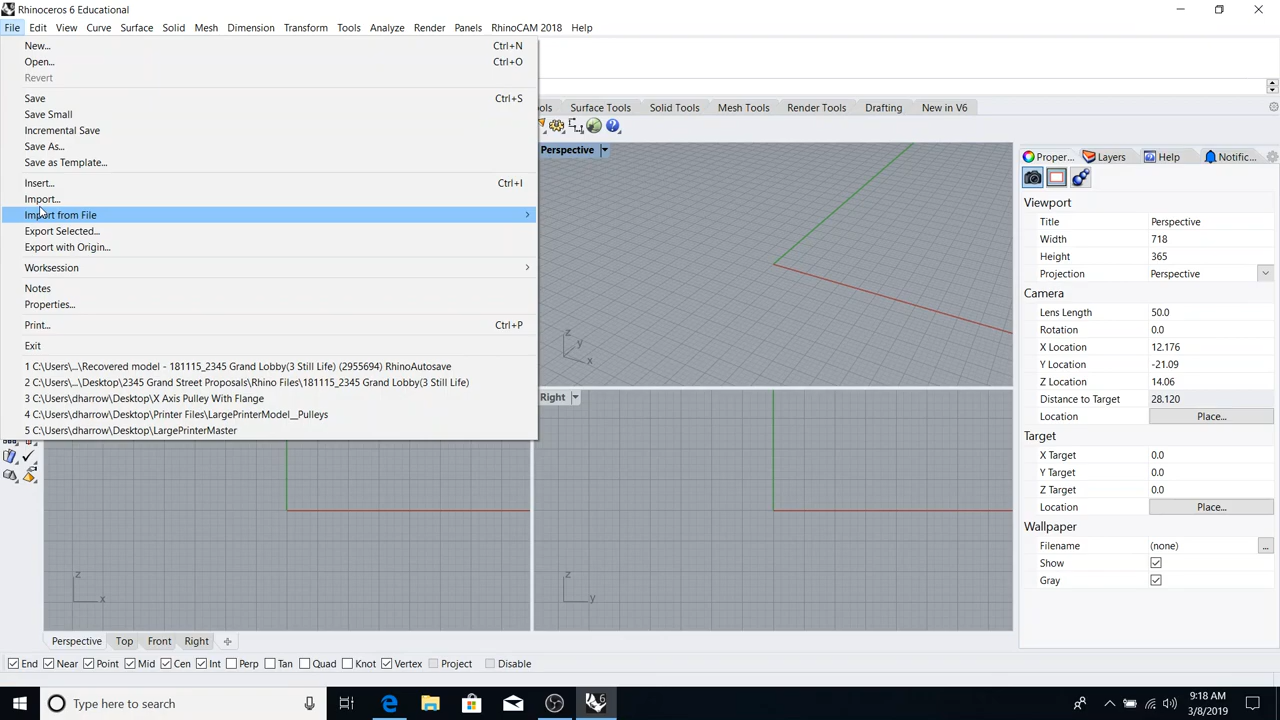 Rhinoceros 6 Educational
File Edit View Curve Surface Solid Mesh Dimension Transform Tools Analyze Render Panels RhinoCAM 2018 Help
New... Ctrl+N
Open... Ctrl+O
Revert
Save Ctrl+S
Save Small
Incremental Save
Save As...
Save as Template...
Insert... Ctrl+I
Import...
Import from File
Export Selected...
Export with Origin...
Worksession
Notes
Properties...
Print... Ctrl+P
Exit
1 C:\Users\...\Recovered model - 181115_2345 Grand Lobby(3 Still Life) (2955694) RhinoAutosave
2 C:\Users\...\Desktop\2345 Grand Street Proposals\Rhino Files\181115_2345 Grand Lobby(3 Still Life)
3 C:\Users\dharrow\Desktop\X Axis Pulley With Flange
4 C:\Users\dharrow\Desktop\Printer Files\LargePrinterModel__Pulleys
5 C:\Users\dharrow\Desktop\LargePrinterMaster
ols Surface Tools Solid Tools Mesh Tools Render Tools Drafting New in V6
Perspective
z
y
x
Right
z
x
z
y
Proper... Layers Help Notific...
Viewport
Title Perspective
Width 718
Height 365
Projection Perspective
Camera
Lens Length 50.0
Rotation 0.0
X Location 12.176
Y Location -21.09
Z Location 14.06
Distance to Target 28.120
Location Place...
Target
X Target 0.0
Y Target 0.0
Z Target 0.0
Location Place...
Wallpaper
Filename (none) ...
Show
Gray
Perspective Top Front Right
End Near Point Mid Cen Int Perp Tan Quad Knot Vertex Project Disable
Type here to search
6
9:18 AM
3/8/2019